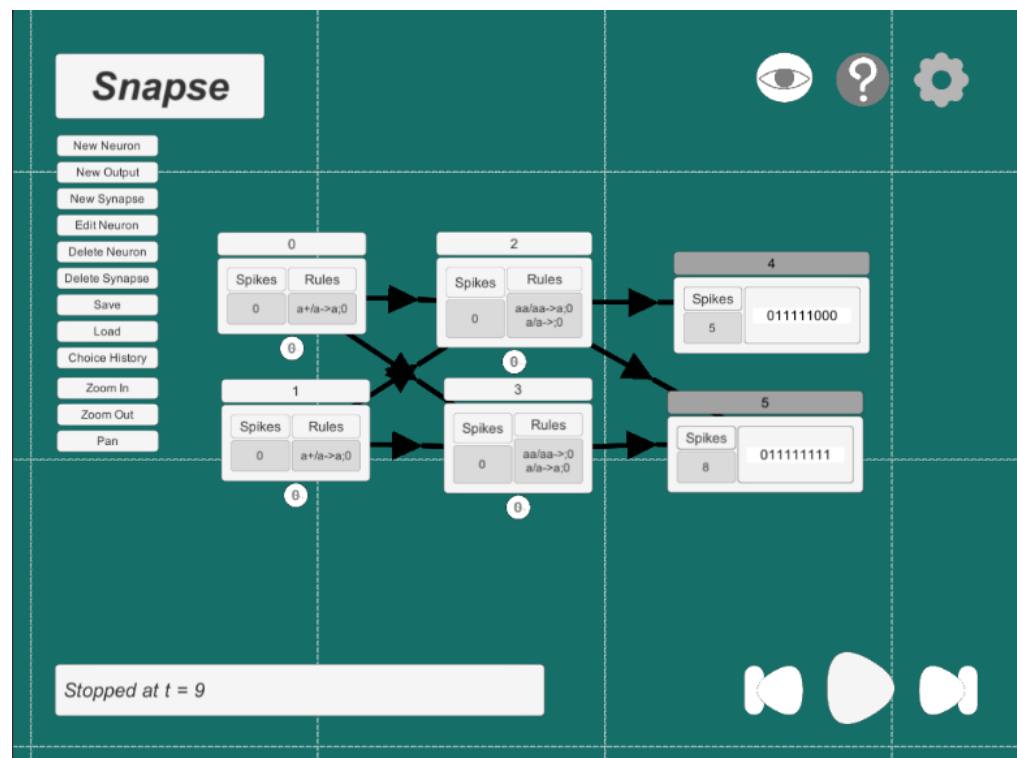 Snapse
New Neuron
New Output
New Synapse
Edit Neuron
Delete Neuron
Delete Synapse
Save
Load
Choice History
Zoom In
Zoom Out
Pan
0
Spikes Rules
0 a+/a->a;0
0
1
Spikes Rules
0 a+/a->a;0
0
2
Spikes Rules
0 aa/aa->a;0
a/a->;0
0
3
Spikes Rules
0 aa/aa->;0
a/a->a;0
0
4
Spikes
5 011111000
5
Spikes
8 011111111
?
Stopped at t = 9